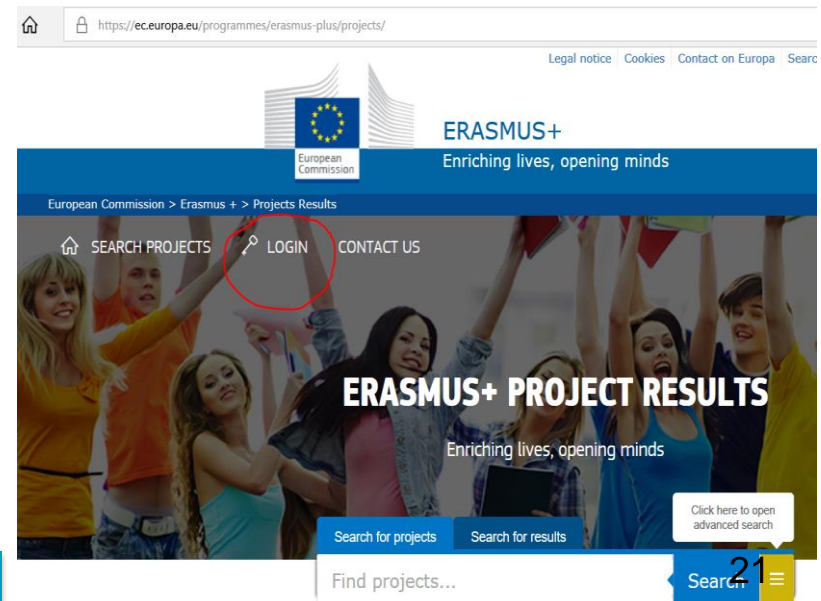 https://ec.europa.eu/programmes/erasmus-plus/projects/
Legal notice Cookies Contact on Europa Searc
European
Commission
ERASMUS+
Enriching lives, opening minds
European Commission > Erasmus + > Projects Results
SEARCH PROJECTS LOGIN CONTACT US
ERASMUS+ PROJECT RESULTS
Enriching lives, opening minds
Click here to open
advanced search
Search for projects Search for results
Find projects... Search
21